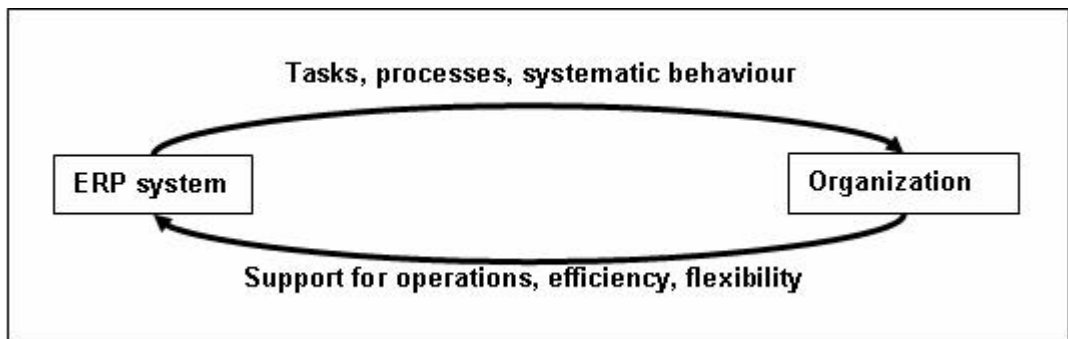 Tasks, processes, systematic behaviour
ERP system
Organization
Support for operations, efficiency, flexibility